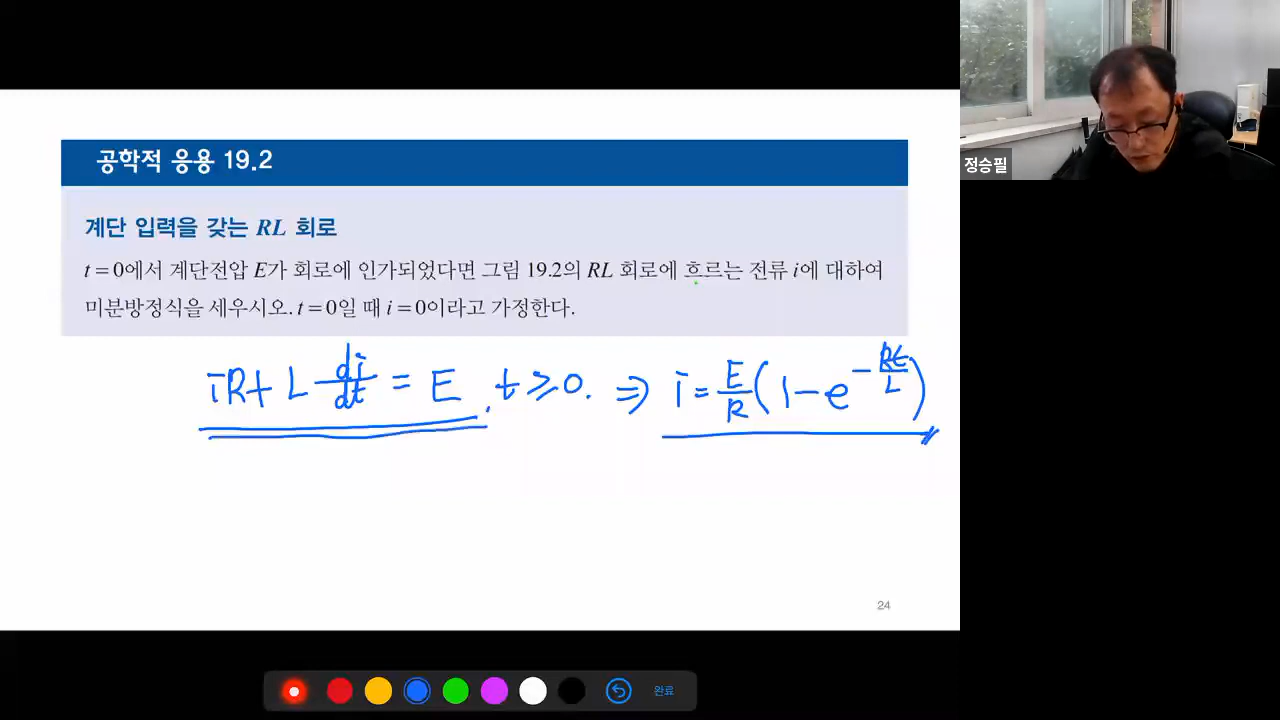 공학적 응용 19.2
계단 입력을 갖는 RL 회로
t = 0에서 계단전압 E가 회로에 인가되었다면 그림 19.2의 RL 회로에 흐르는 전류 i에 대하여
미분방정식을 세우시오. t = 0일 때 i = 0이라고 가정한다.
iR + L di/dt = E, t ≥ 0. ⇒ i = E/R (1 - e^{-Rt/L})
24
정승필
완료